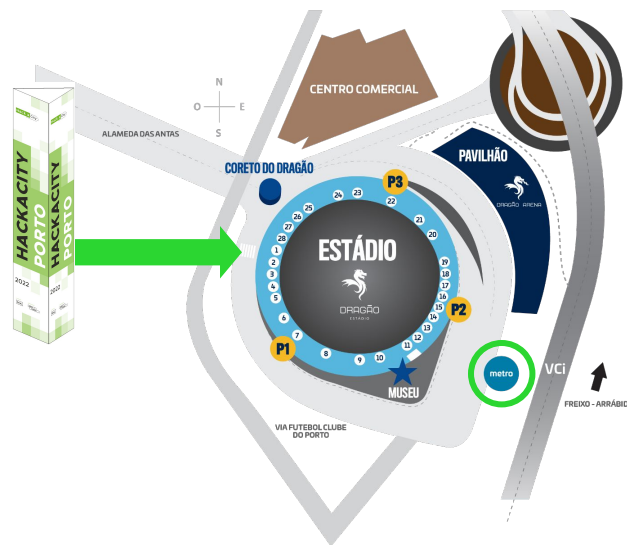 N
O
E
S
CENTRO COMERCIAL
ALAMEDA DAS ANTAS
CORETO DO DRAGÃO
PAVILHÃO
DRAGÃO ARENA
HACKACITY
PORTO
2022
HACKACITY
PORTO
2022
P3
24
23
22
25
26
27
28
1
2
3
4
5
6
7
8
9
10
11
12
13
14
15
16
17
18
19
20
21
ESTÁDIO
DRAGÃO
ESTÁDIO
P2
P1
MUSEU
metro
VCi
FREIXO - ARRÁBID
VIA FUTEBOL CLUBE
DO PORTO